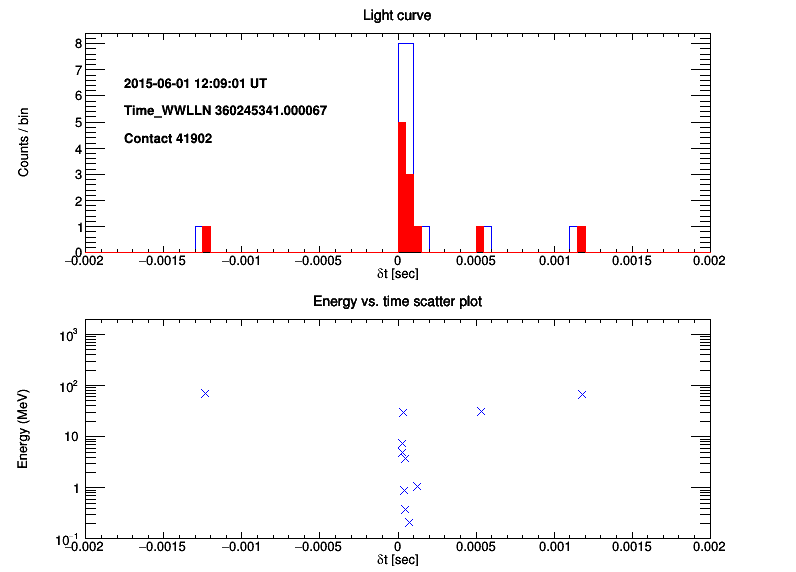 Light curve
Counts / bin
8
7
6
5
4
3
2
1
0
2015-06-01 12:09:01 UT
Time_WWLLN 360245341.000067
Contact 41902
−0.002 −0.0015 −0.001 −0.0005 0 0.0005 0.001 0.0015 0.002
δt [sec]
Energy vs. time scatter plot
Energy (MeV)
10³
10²
10
1
10⁻¹
−0.002 −0.0015 −0.001 −0.0005 0 0.0005 0.001 0.0015 0.002
δt [sec]